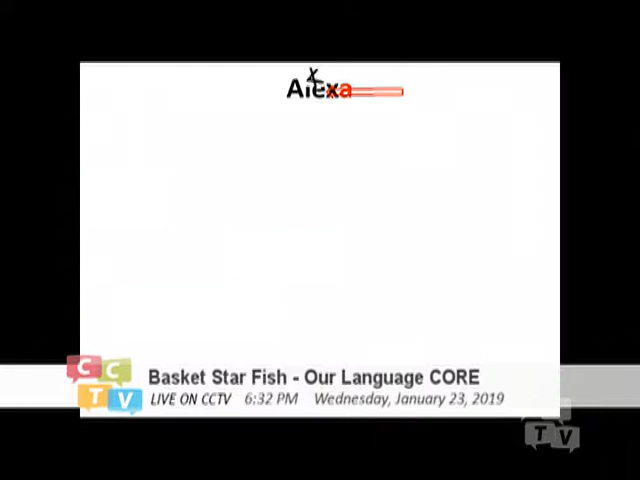 x
Alexa
Basket Star Fish - Our Language CORE
CCTV
LIVE ON CCTV 6:32 PM Wednesday, January 23, 2019
TV